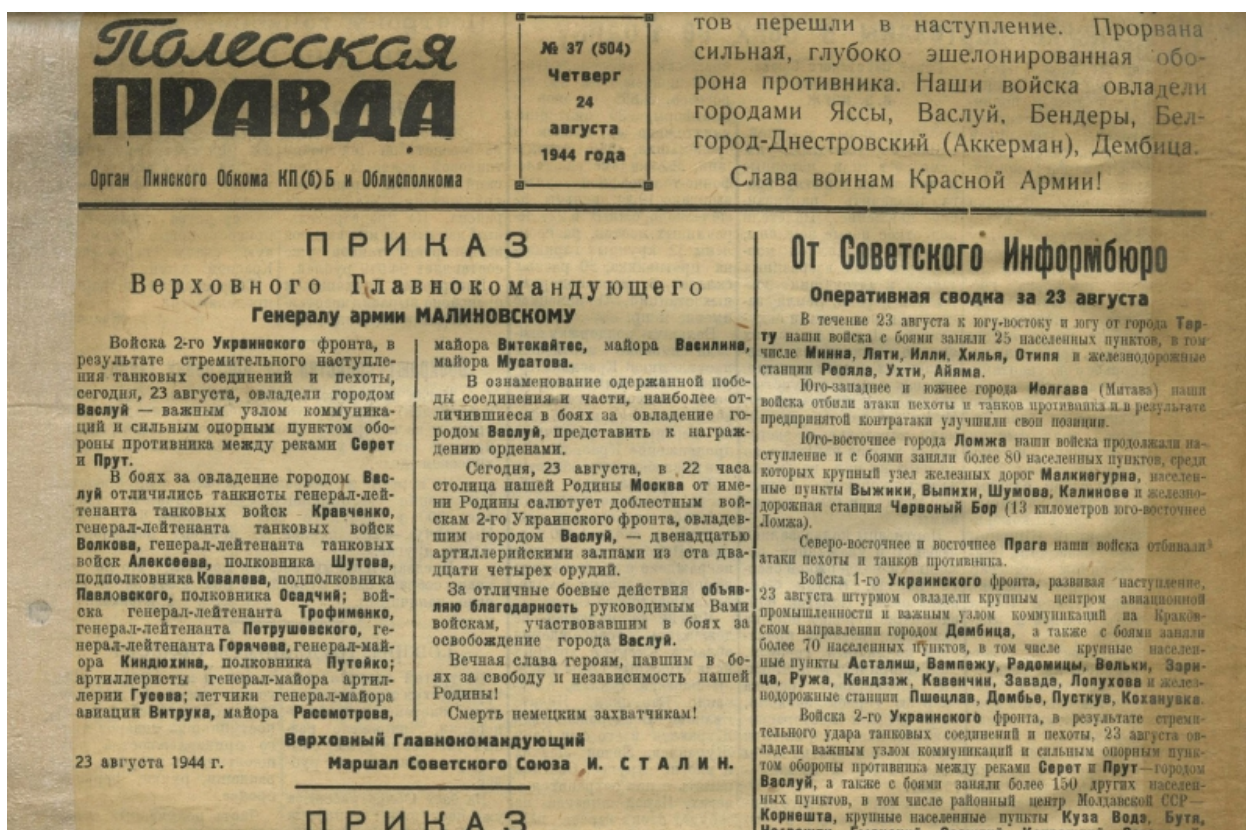 Полесская
ПРАВДА
Орган Пинского Обкома КП(б)Б и Облисполкома
№ 37 (504)
Четверг
24
августа
1944 года
тов перешли в наступление. Прорвана
сильная, глубоко эшелонированная обо-
рона противника. Наши войска овладели
городами Яссы, Васлуй, Бендеры, Бел-
город-Днестровский (Аккерман), Дембица.
Слава воинам Красной Армии!
ПРИКАЗ
Верховного Главнокомандующего
Генералу армии МАЛИНОВСКОМУ
Войска 2-го Украинского фронта, в
результате стремительного наступле-
ния танковых соединений и пехоты,
сегодня, 23 августа, овладели городом
Васлуй — важным узлом коммуника-
ций и сильным опорным пунктом обо-
роны противника между реками Серет
и Прут.
В боях за овладение городом Вас-
луй отличились танкисты генерал-лей-
тенанта танковых войск Кравченко,
генерал-лейтенанта танковых войск
Волкова, генерал-лейтенанта танковых
войск Алексеева, полковника Шутова,
подполковника Ковалева, подполковника
Павловского, полковника Осадчий; вой-
ска генерал-лейтенанта Трофименко,
генерал-лейтенанта Петрушевского, ге-
нерал-лейтенанта Горячева, генерал-май-
ора Киндюхина, полковника Путейко;
артиллеристы генерал-майора артил-
лерии Гусева; летчики генерал-майора
авиации Витрука, майора Рассмотрова,
майора Витокайтес, майора Василина,
майора Мусатова.
В ознаменование одержанной побе-
ды соединения и части, наиболее от-
личившиеся в боях за овладение го-
родом Васлуй, представить к награж-
дению орденами.
Сегодня, 23 августа, в 22 часа
столица нашей Родины Москва от име-
ни Родины салютует доблестным вой-
скам 2-го Украинского фронта, овладев-
шим городом Васлуй, — двенадцатью
артиллерийскими залпами из ста два-
дцати четырех орудий.
За отличные боевые действия объяв-
ляю благодарность руководимым Вами
войскам, участвовавшим в боях за
освобождение города Васлуй.
Вечная слава героям, павшим в бо-
ях за свободу и независимость нашей
Родины!
Смерть немецким захватчикам!
Верховный Главнокомандующий
23 августа 1944 г. Маршал Советского Союза И. СТАЛИН.
ПРИКАЗ
От Советского Информбюро
Оперативная сводка за 23 августа
В течение 23 августа к юго-востоку и югу от города Тар-
ту наши войска с боями заняли 25 населенных пунктов, в том
числе Минна, Ляти, Илли, Хилья, Отипя и железнодорожные
станции Реояла, Ухти, Айяма.
Юго-западнее и южнее города Иолгава (Митава) наши
войска отбили атаки пехоты и танков противника и в результате
предпринятой контратаки улучшили свои позиции.
Юго-восточнее города Ломжа наши войска продолжали на-
ступление и с боями заняли более 80 населенных пунктов, среди
которых крупный узел железных дорог Малкиегурна, населен-
ные пункты Выжики, Выпихи, Шумова, Калинове и железно-
дорожная станция Червоный Бор (13 километров юго-восточнее
Ломжа).
Северо-восточнее и восточнее Прага наши войска отбивали
атаки пехоты и танков противника.
Войска 1-го Украинского фронта, развивая наступление,
23 августа штурмом овладели крупным центром авиационной
промышленности и важным узлом коммуникаций на Краков-
ском направлении городом Дембица, а также с боями заняли
более 70 населенных пунктов, в том числе крупные населен-
ные пункты Асталиш, Вампежу, Радомицы, Вельки, Зари-
ца, Ружа, Кендзэж, Кавенчин, Завада, Лопухова и желез-
нодорожные станции Пшецлав, Дембье, Пусткув, Кохануека.
Войска 2-го Украинского фронта, в результате стреми-
тельного удара танковых соединений и пехоты, 23 августа ов-
ладели важным узлом коммуникаций и сильным опорным пунк-
том обороны противника между реками Серет и Прут—городом
Васлуй, а также с боями заняли более 150 других населен-
ных пунктов, в том числе районный центр Молдавской ССР—
Корнешта, крупные населенные пункты Куза Водэ, Бутя,